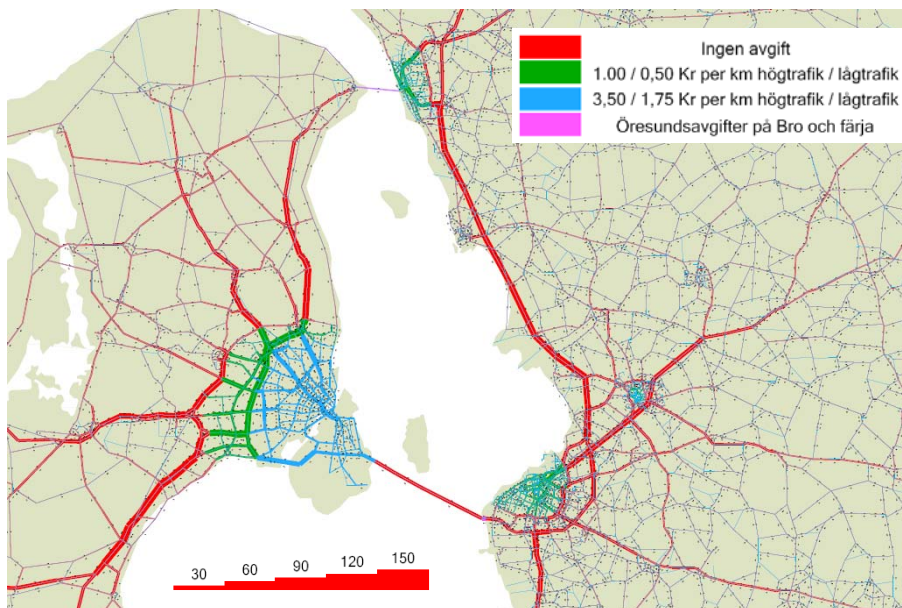 Ingen avgift
1.00 / 0,50 Kr per km högtrafik / lågtrafik
3,50 / 1,75 Kr per km högtrafik / lågtrafik
Öresundsavgifter på Bro och färja
30 60 90 120 150